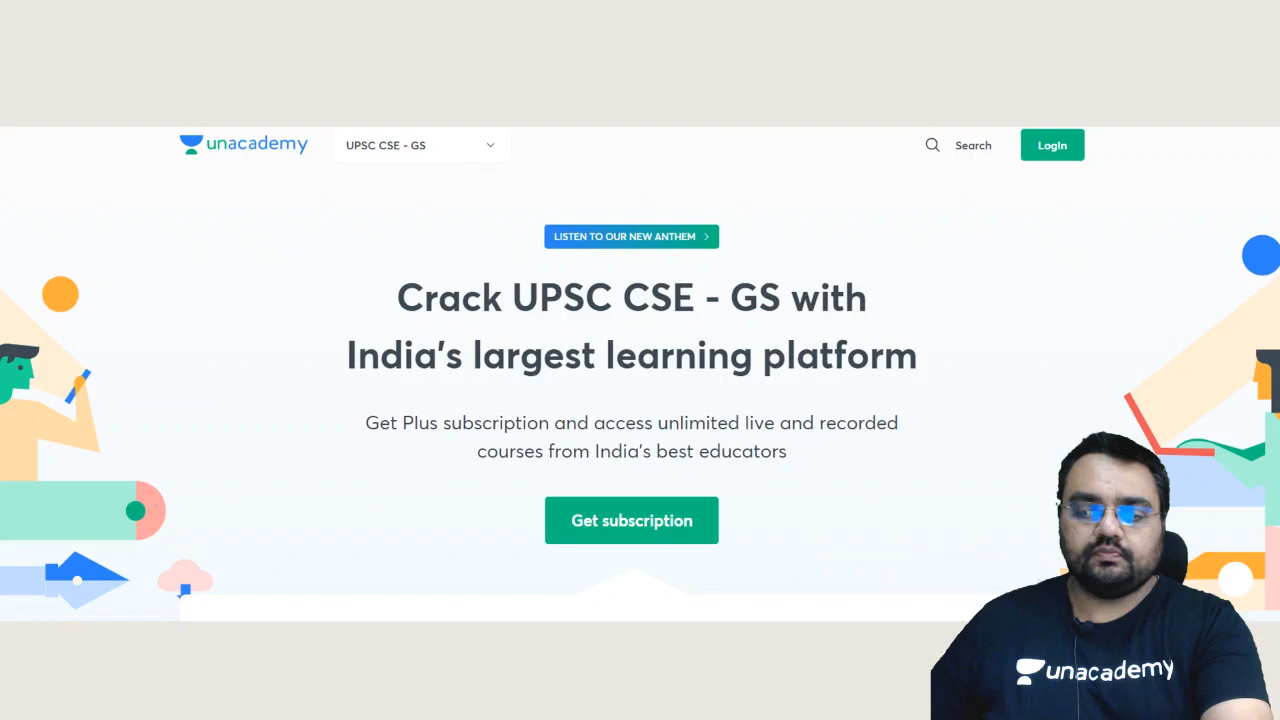 unacademy
UPSC CSE - GS
Search
Login
LISTEN TO OUR NEW ANTHEM
Crack UPSC CSE - GS with
India's largest learning platform
Get Plus subscription and access unlimited live and recorded
courses from India's best educators
Get subscription
unacademy